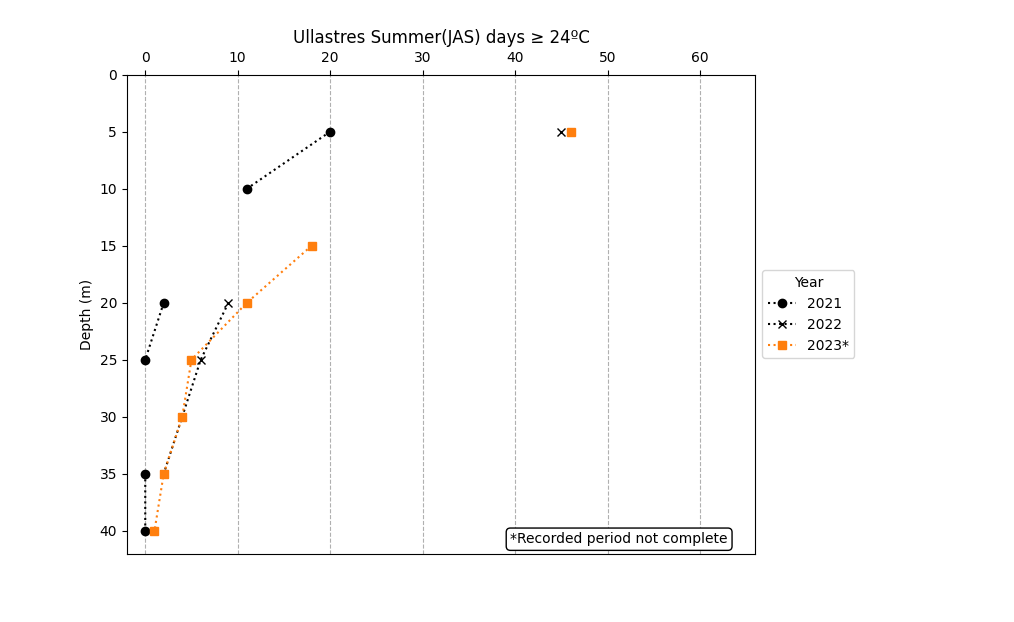 Ullastres Summer(JAS) days ≥ 24ºC
0 10 20 30 40 50 60
0
5
10
15
20
25
30
35
40
Depth (m)
Year
2021
2022
2023*
*Recorded period not complete